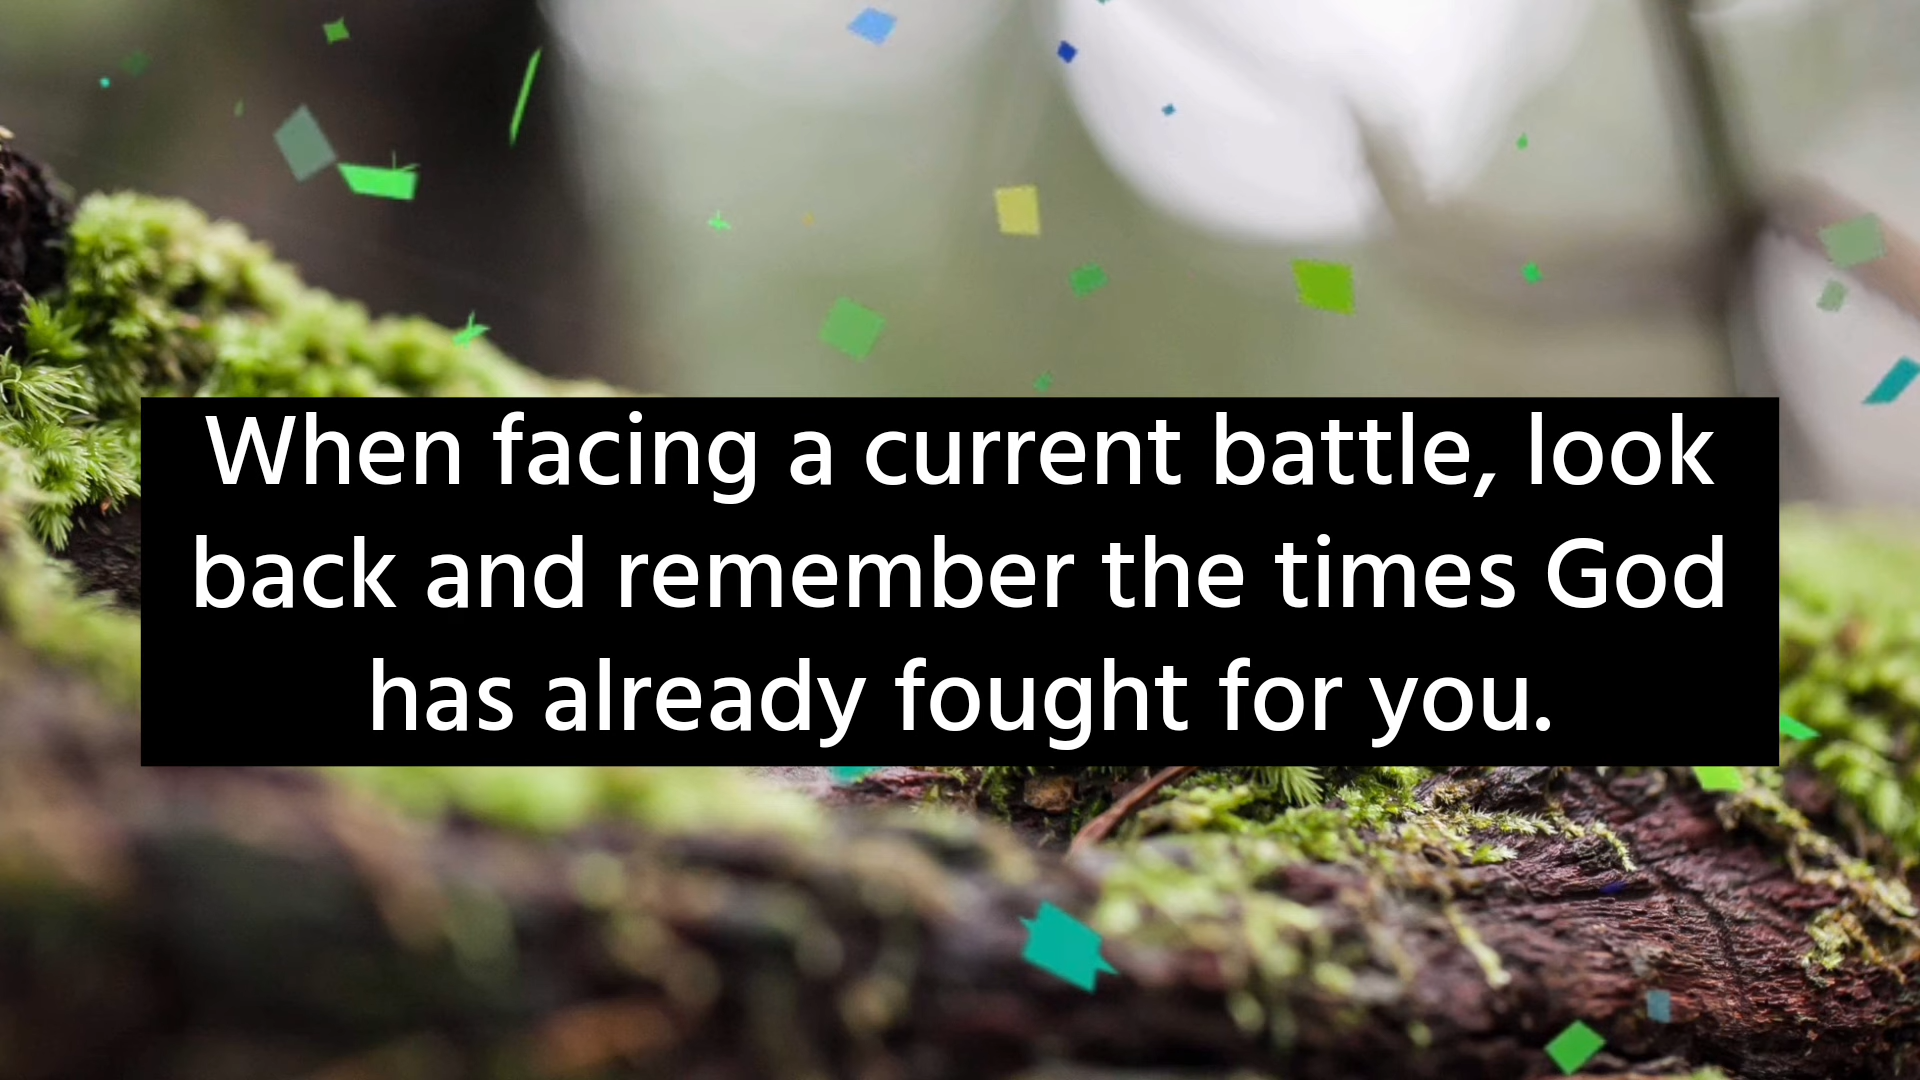 When facing a current battle, look
back and remember the times God
has already fought for you.